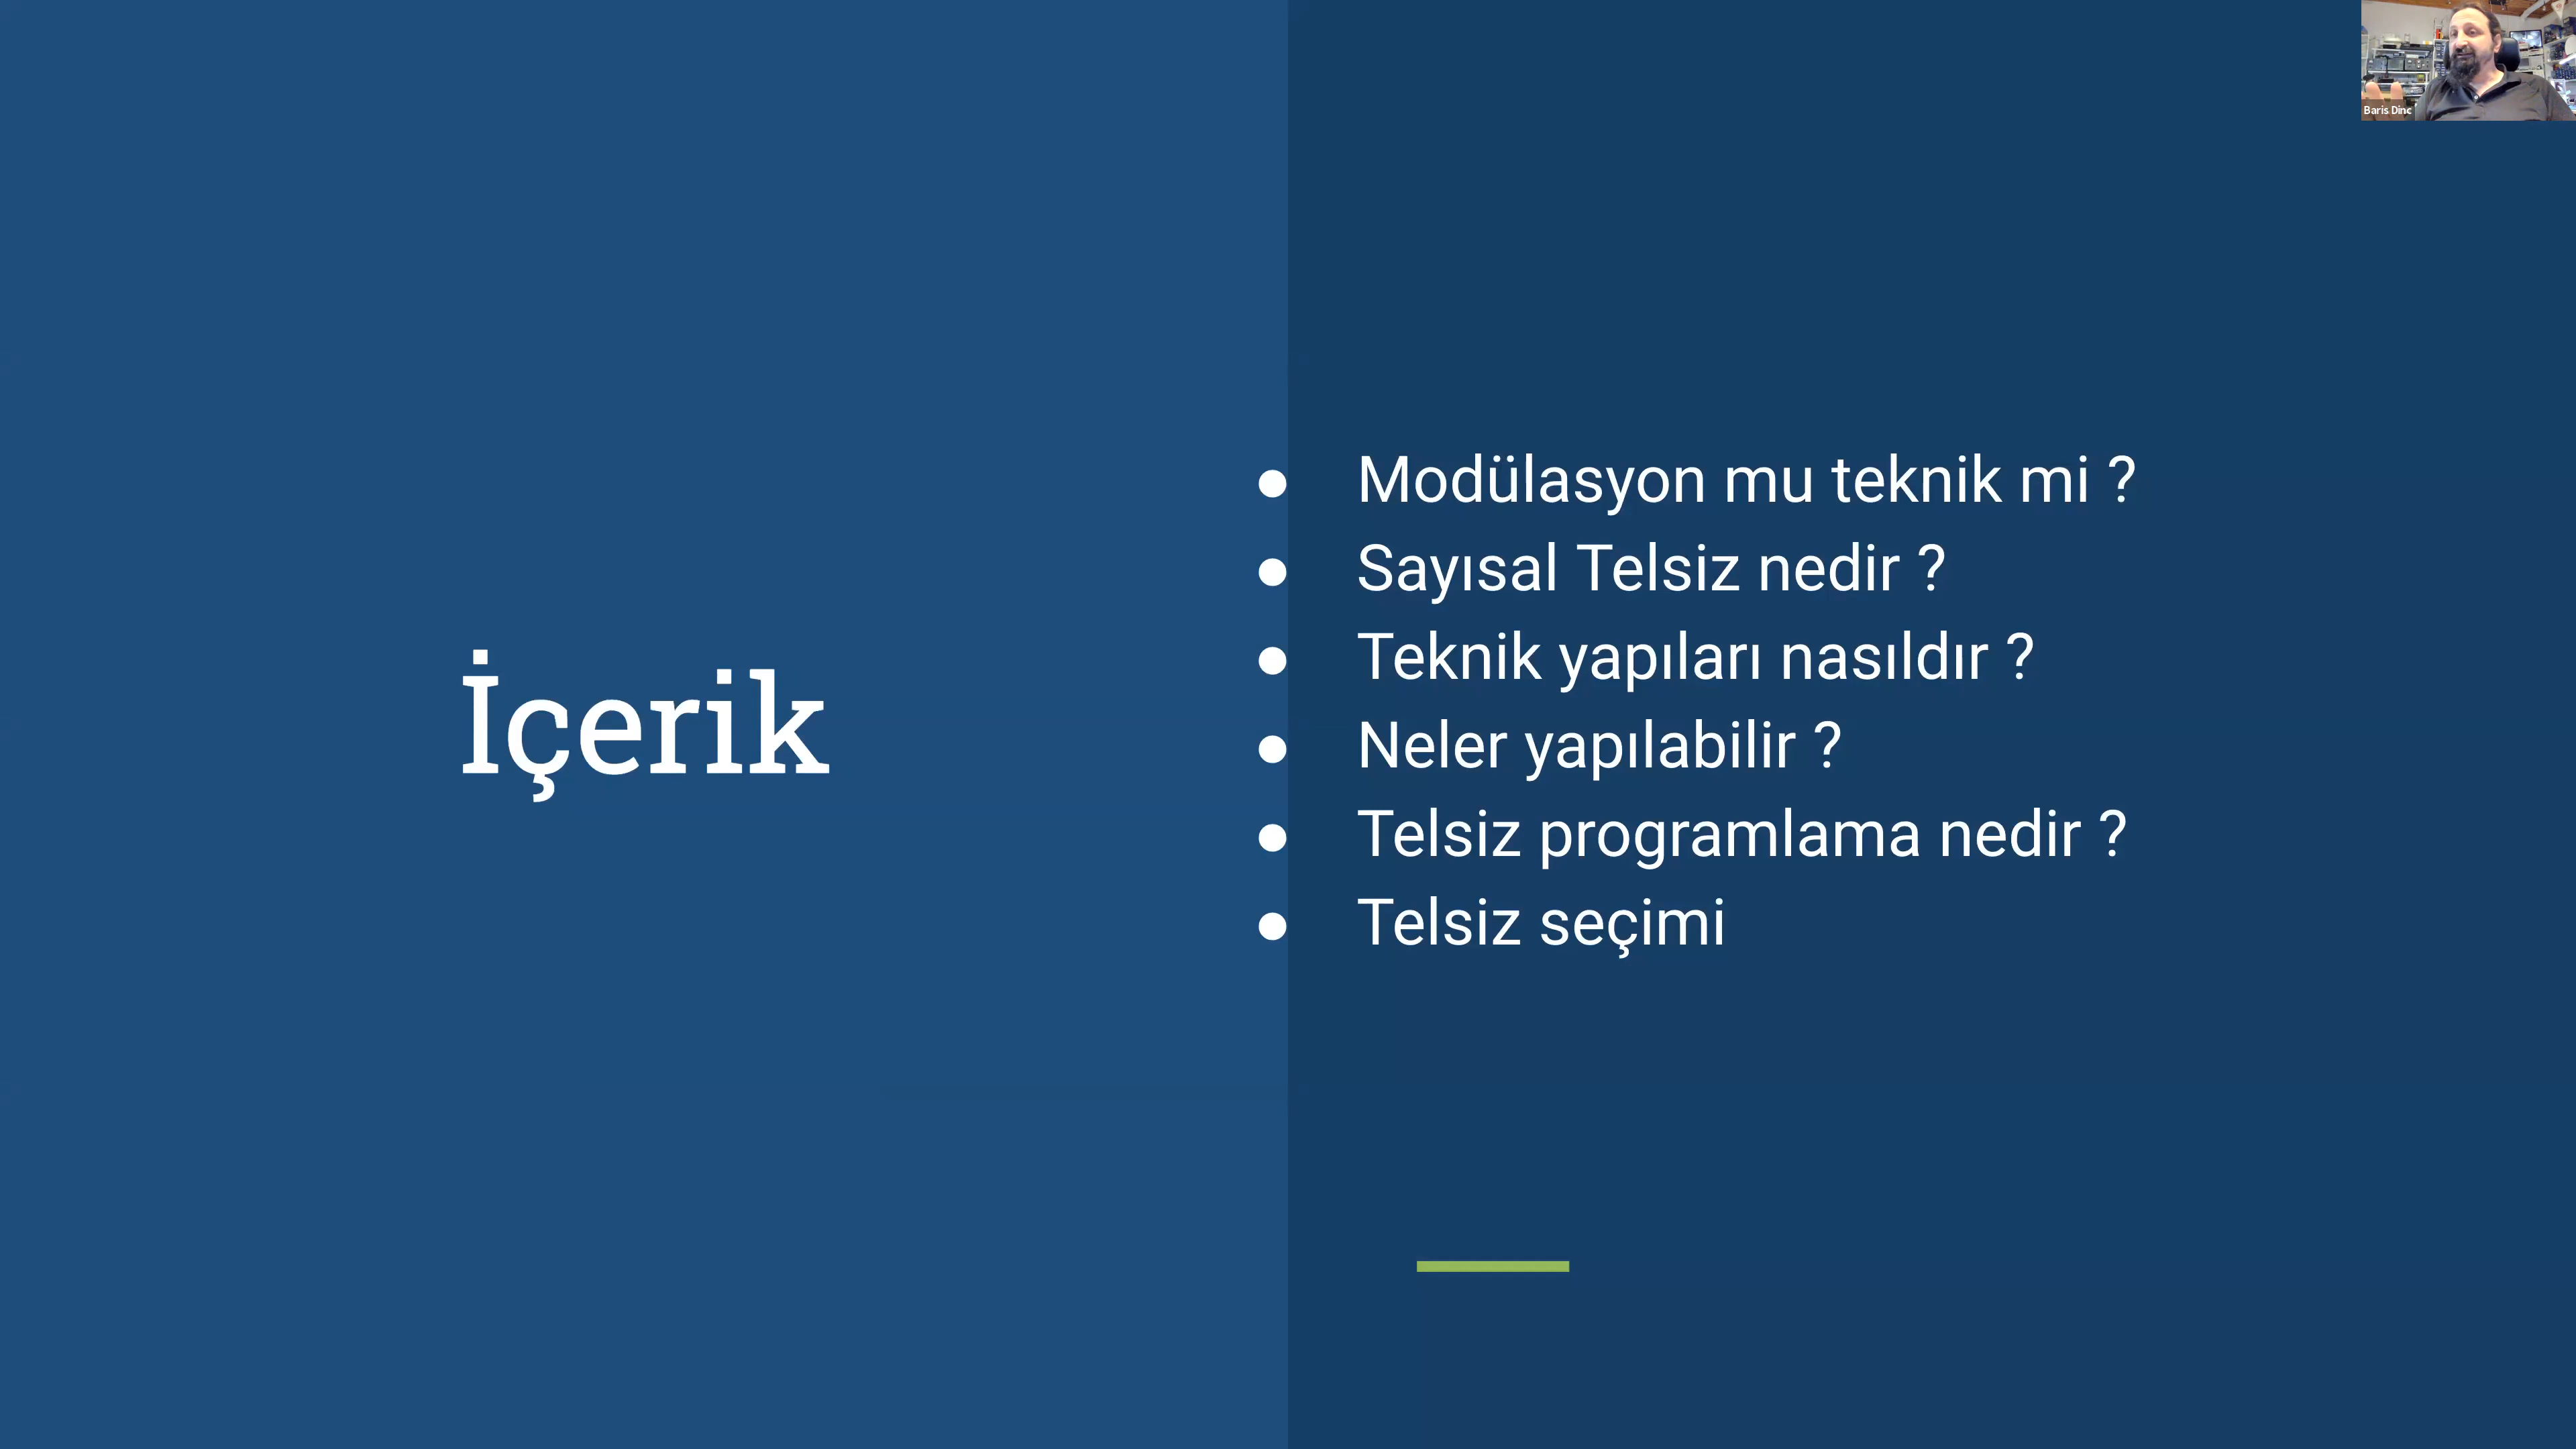 Baris Dinc
İçerik
● Modülasyon mu teknik mi ?
● Sayısal Telsiz nedir ?
● Teknik yapıları nasıldır ?
● Neler yapılabilir ?
● Telsiz programlama nedir ?
● Telsiz seçimi